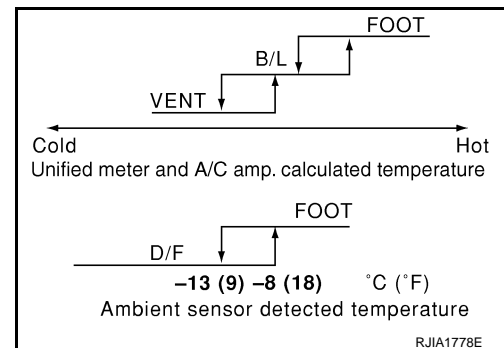 FOOT
B/L
VENT
Cold Hot
Unified meter and A/C amp. calculated temperature
FOOT
D/F
–13 (9) –8 (18) °C (°F)
Ambient sensor detected temperature
RJIA1778E